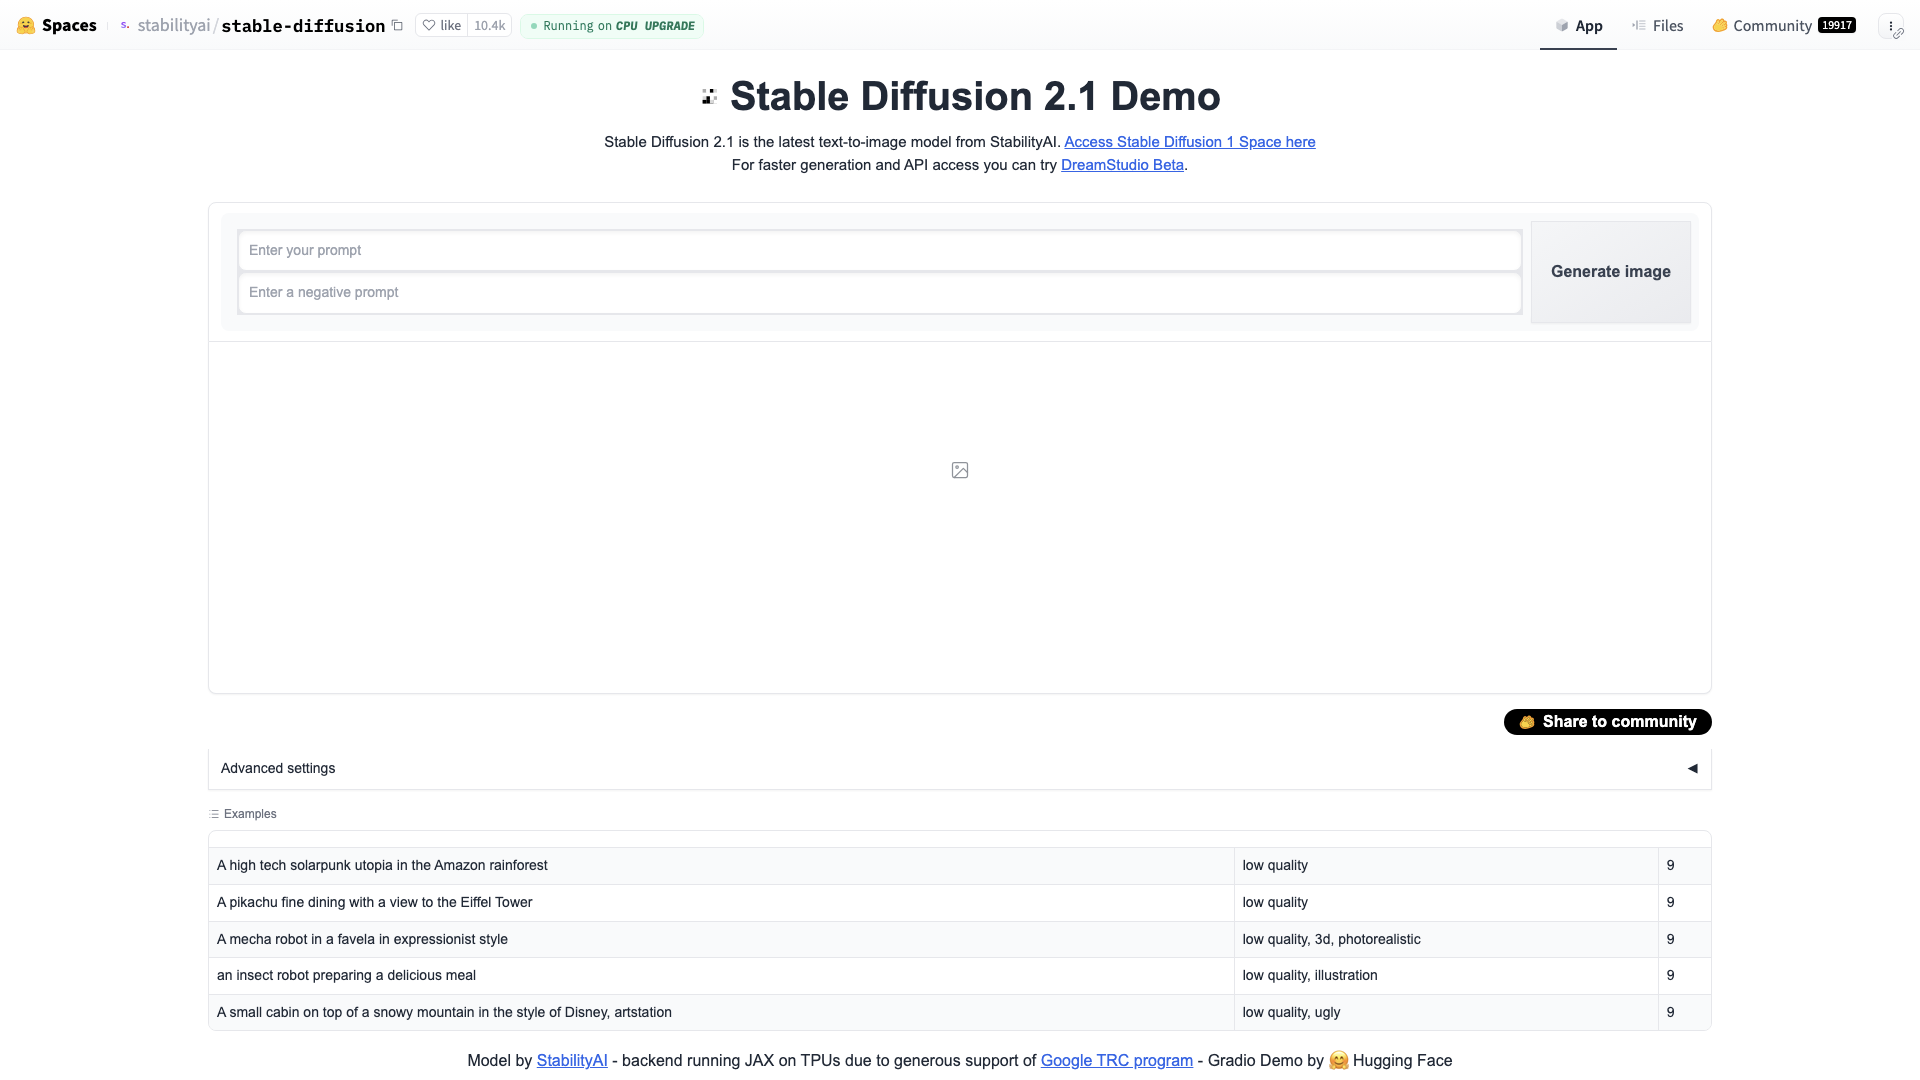 Spaces
s. stabilityai/stable-diffusion
like 10.4k
Running on CPU UPGRADE
App
Files
Community 19917
Stable Diffusion 2.1 Demo
Stable Diffusion 2.1 is the latest text-to-image model from StabilityAI. Access Stable Diffusion 1 Space here
For faster generation and API access you can try DreamStudio Beta.
Enter your prompt
Enter a negative prompt
Generate image
Share to community
Advanced settings
Examples
A high tech solarpunk utopia in the Amazon rainforest low quality 9
A pikachu fine dining with a view to the Eiffel Tower low quality 9
A mecha robot in a favela in expressionist style low quality, 3d, photorealistic 9
an insect robot preparing a delicious meal low quality, illustration 9
A small cabin on top of a snowy mountain in the style of Disney, artstation low quality, ugly 9
Model by StabilityAI - backend running JAX on TPUs due to generous support of Google TRC program - Gradio Demo by 🤗 Hugging Face